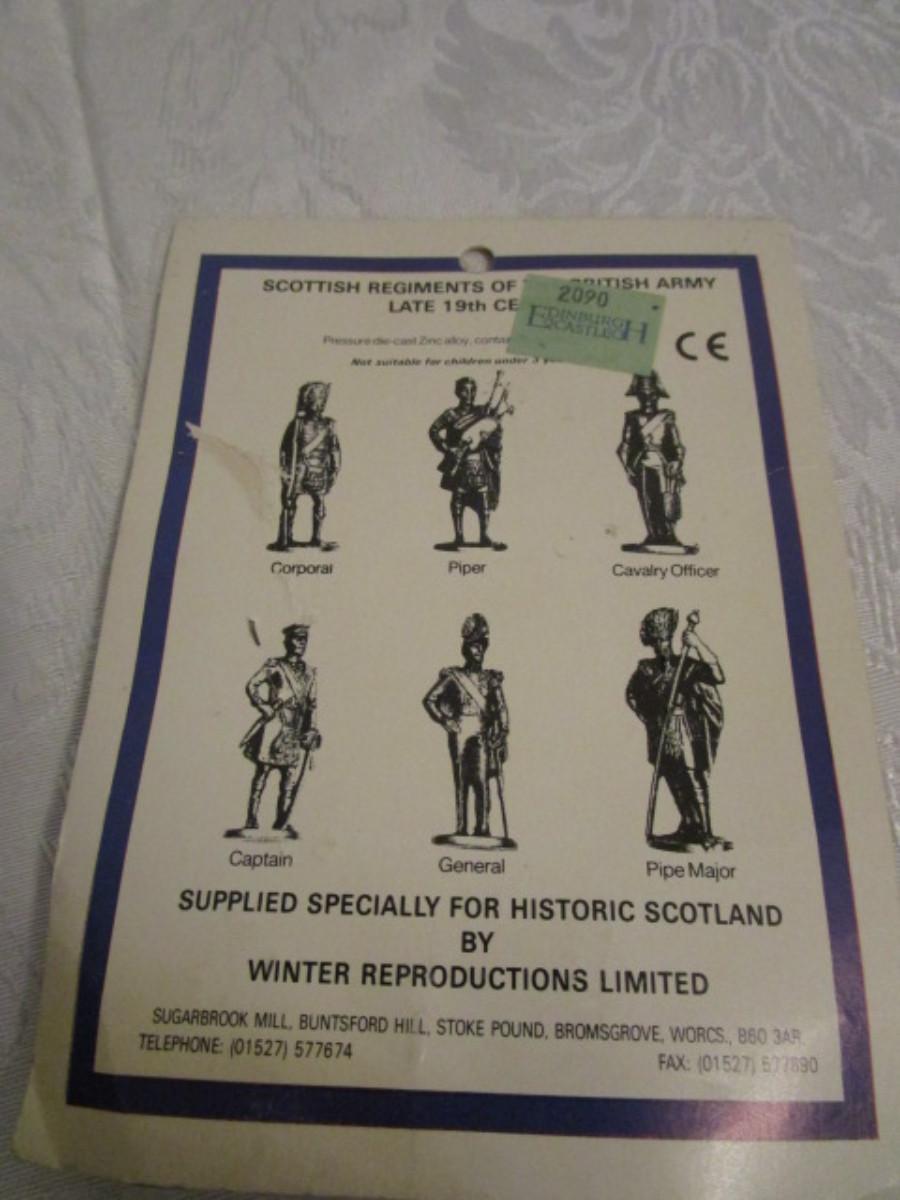 SCOTTISH REGIMENTS OF BRITISH ARMY
LATE 19th
2090
EDINBURGH
CASTLE
Pressure die-cast Zinc alloy,
CE
Not suitable for children under 3
Corporal
Piper
Cavalry Officer
Captain
General
Pipe Major
SUPPLIED SPECIALLY FOR HISTORIC SCOTLAND
BY
WINTER REPRODUCTIONS LIMITED
SUGARBROOK MILL, BUNTSFORD HILL, STOKE POUND, BROMSGROVE, WORCS., B60 3AR.
TELEPHONE: (01527) 577674
FAX: (01527)